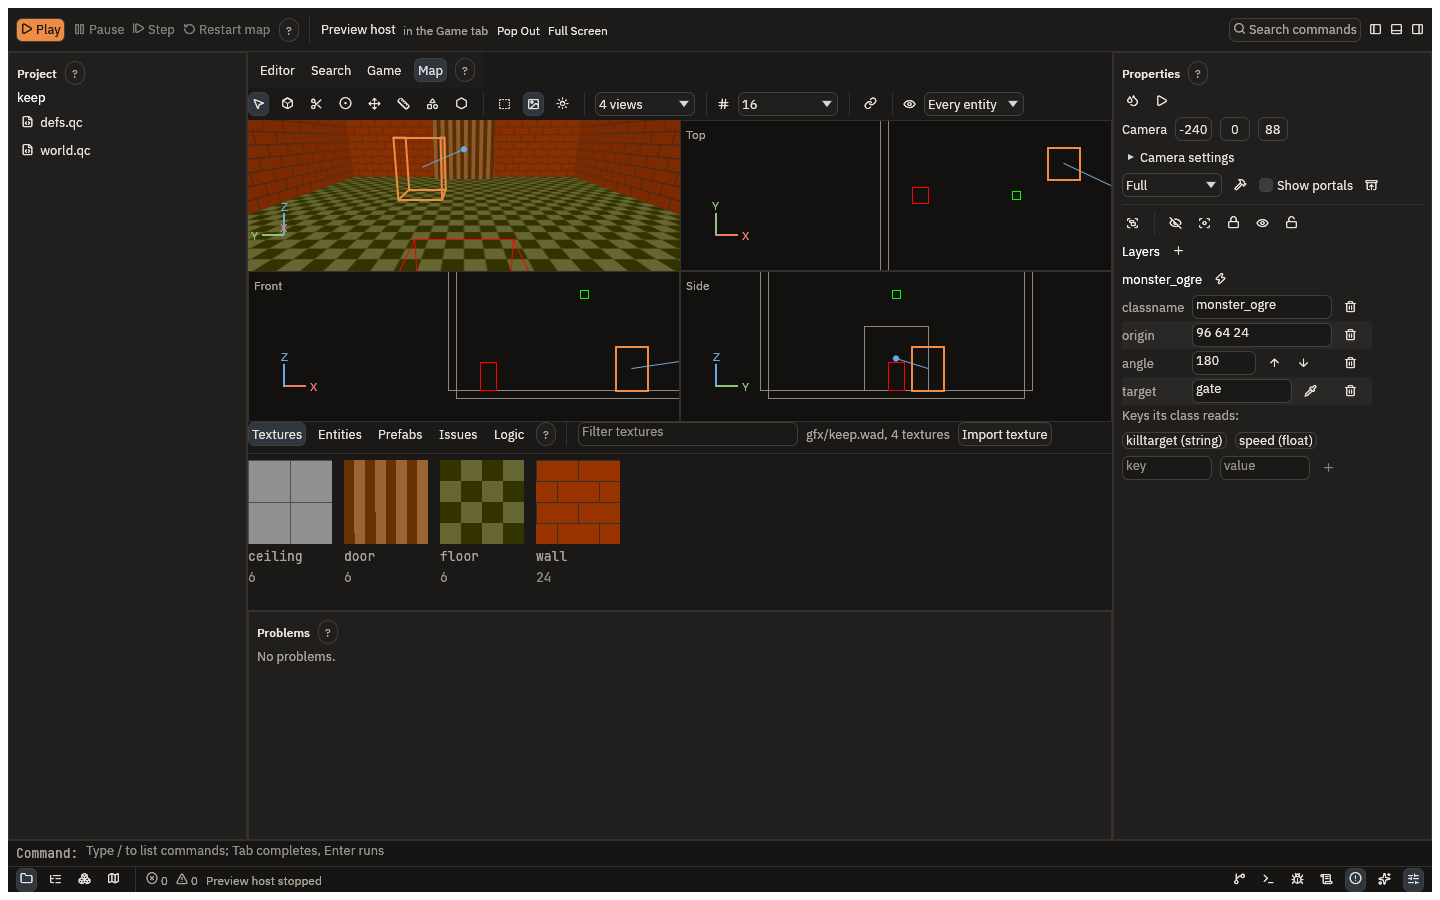 Play Pause Step Restart map ? Preview host in the Game tab Pop Out Full Screen Search commands
Project ?
keep
defs.qc
world.qc
Editor Search Game Map ?
4 views 16 Every entity
Z
Y X
Top
Y
X
Front
Z
X
Side
Z
Y
Textures Entities Prefabs Issues Logic ? Filter textures gfx/keep.wad, 4 textures Import texture
ceiling door floor wall
6 6 6 24
Problems ?
No problems.
Properties ?
Camera -240 0 88
Camera settings
Full Show portals
Layers +
monster_ogre
classname monster_ogre
origin 96 64 24
angle 180
target gate
Keys its class reads:
killtarget (string) speed (float)
key value +
Command: Type / to list commands; Tab completes, Enter runs
0 0 Preview host stopped